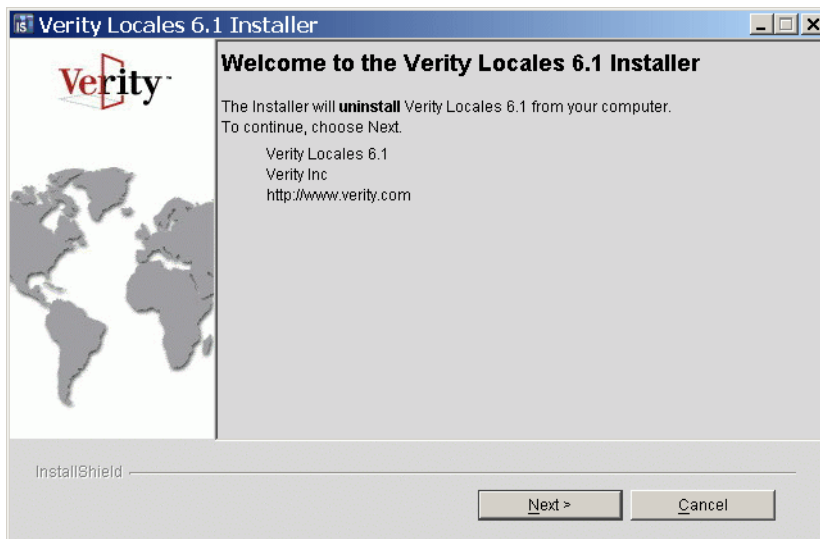 Verity Locales 6.1 Installer
Verity™
Welcome to the Verity Locales 6.1 Installer
The Installer will uninstall Verity Locales 6.1 from your computer.
To continue, choose Next.
Verity Locales 6.1
Verity Inc
http://www.verity.com
InstallShield
Next >
Cancel